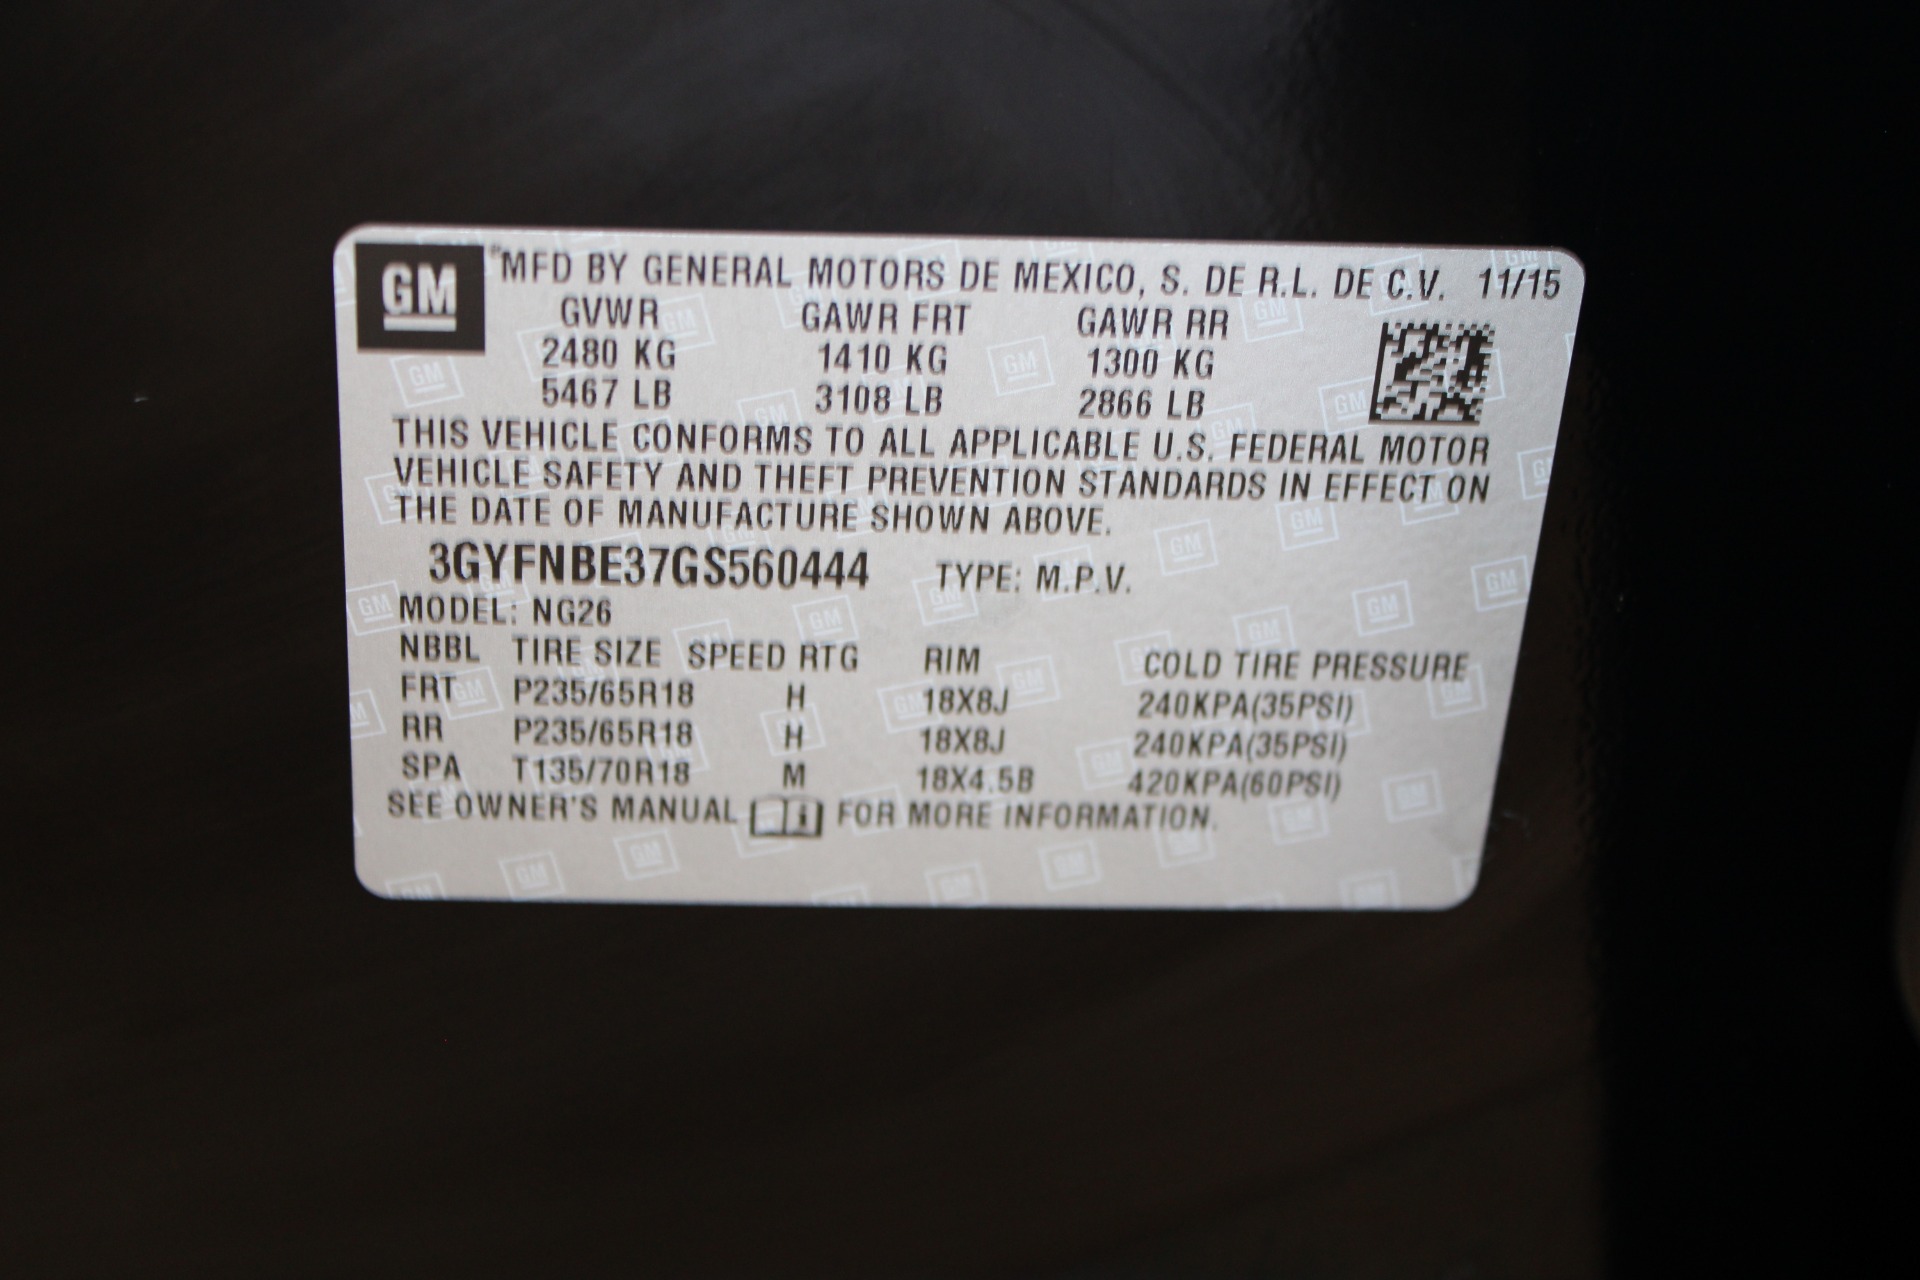 GM
MFD BY GENERAL MOTORS DE MEXICO, S. DE R.L. DE C.V. 11/15
GVWR GAWR FRT GAWR RR
2480 KG 1410 KG 1300 KG
5467 LB 3108 LB 2866 LB
THIS VEHICLE CONFORMS TO ALL APPLICABLE U.S. FEDERAL MOTOR
VEHICLE SAFETY AND THEFT PREVENTION STANDARDS IN EFFECT ON
THE DATE OF MANUFACTURE SHOWN ABOVE.
3GYFNBE37GS560444 TYPE: M.P.V.
MODEL: NG26
NBBL TIRE SIZE SPEED RTG RIM COLD TIRE PRESSURE
FRT P235/65R18 H 18X8J 240KPA(35PSI)
RR P235/65R18 H 18X8J 240KPA(35PSI)
SPA T135/70R18 M 18X4.5B 420KPA(60PSI)
SEE OWNER'S MANUAL FOR MORE INFORMATION.